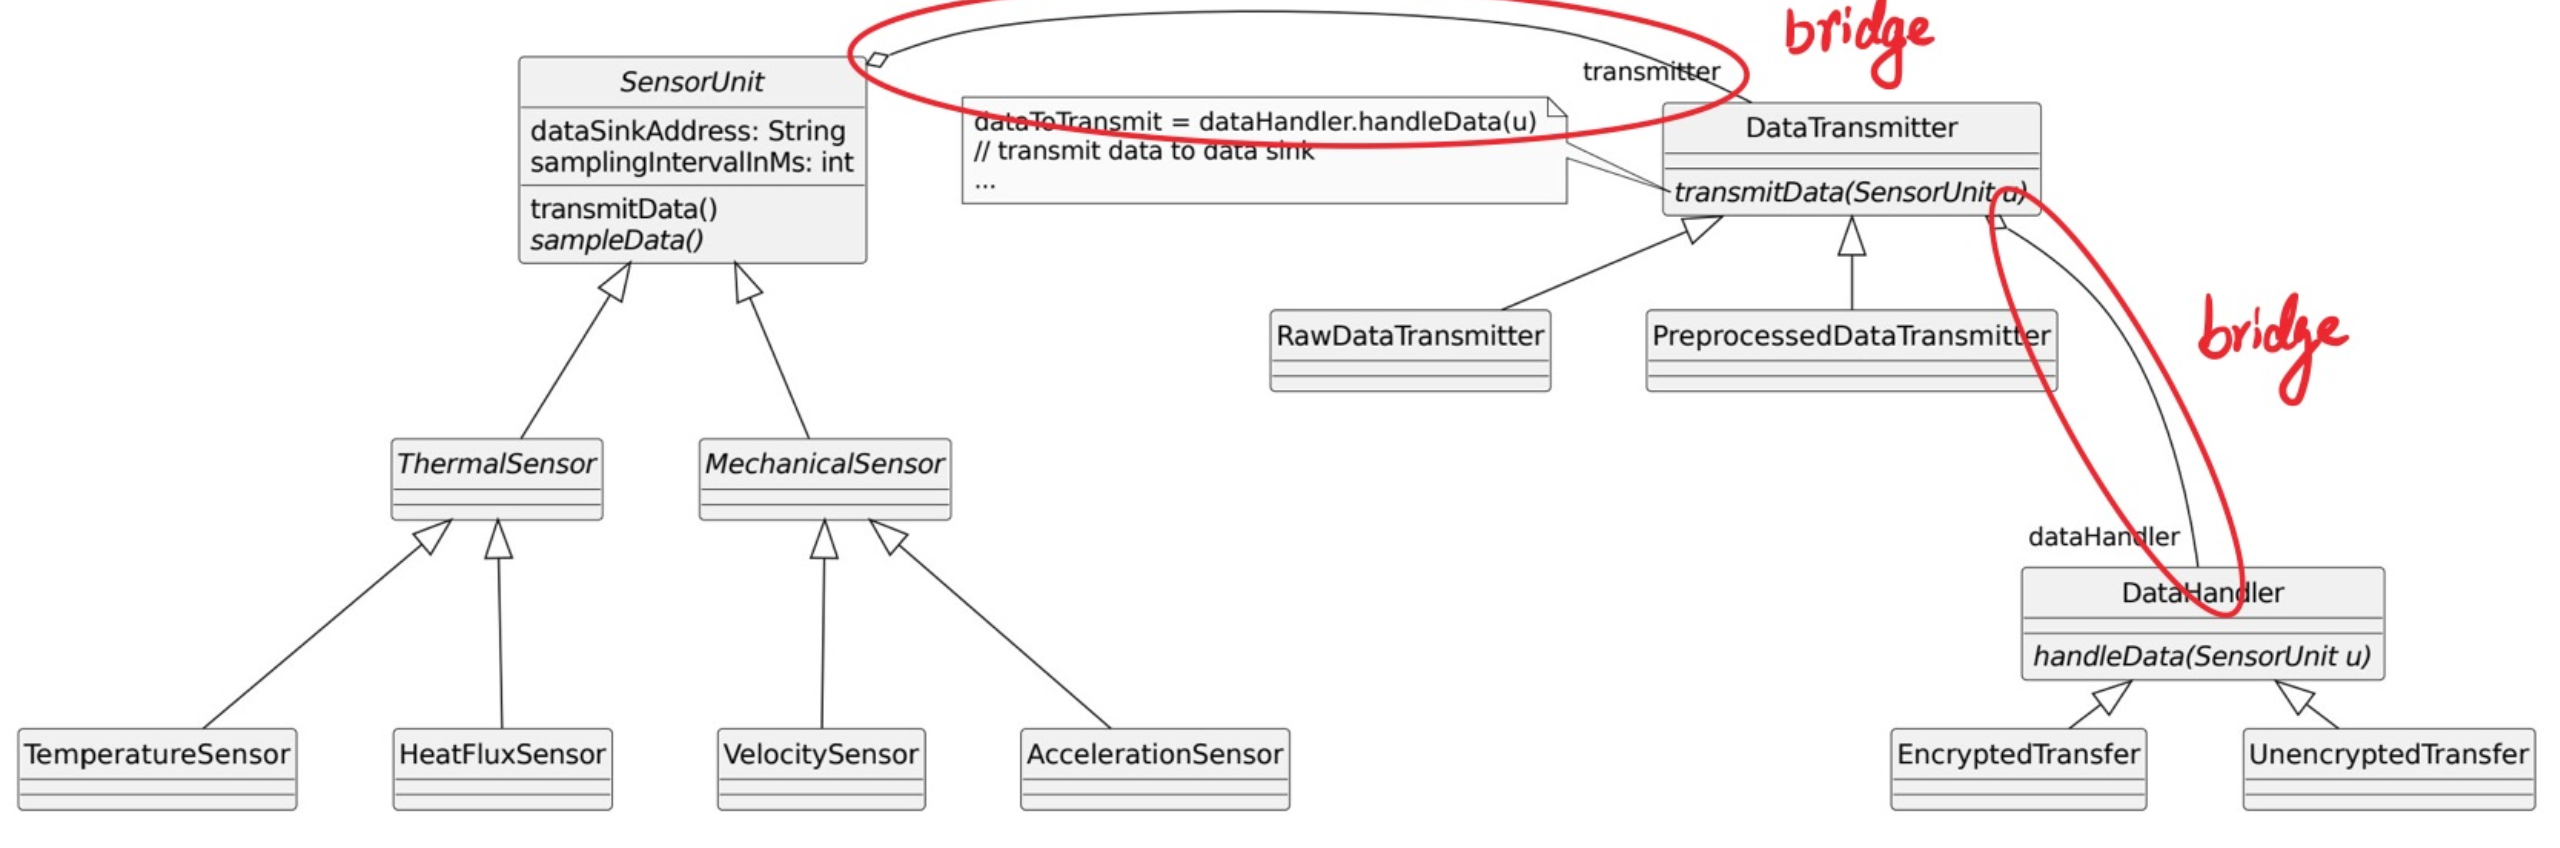 bridge
SensorUnit
dataSinkAddress: String
samplingIntervalInMs: int
transmitData()
sampleData()
transmitter
dataToTransmit = dataHandler.handleData(u)
// transmit data to data sink
...
DataTransmitter
transmitData(SensorUnit u)
RawDataTransmitter
PreprocessedDataTransmitter
bridge
ThermalSensor
MechanicalSensor
dataHandler
DataHandler
handleData(SensorUnit u)
TemperatureSensor
HeatFluxSensor
VelocitySensor
AccelerationSensor
EncryptedTransfer
UnencryptedTransfer